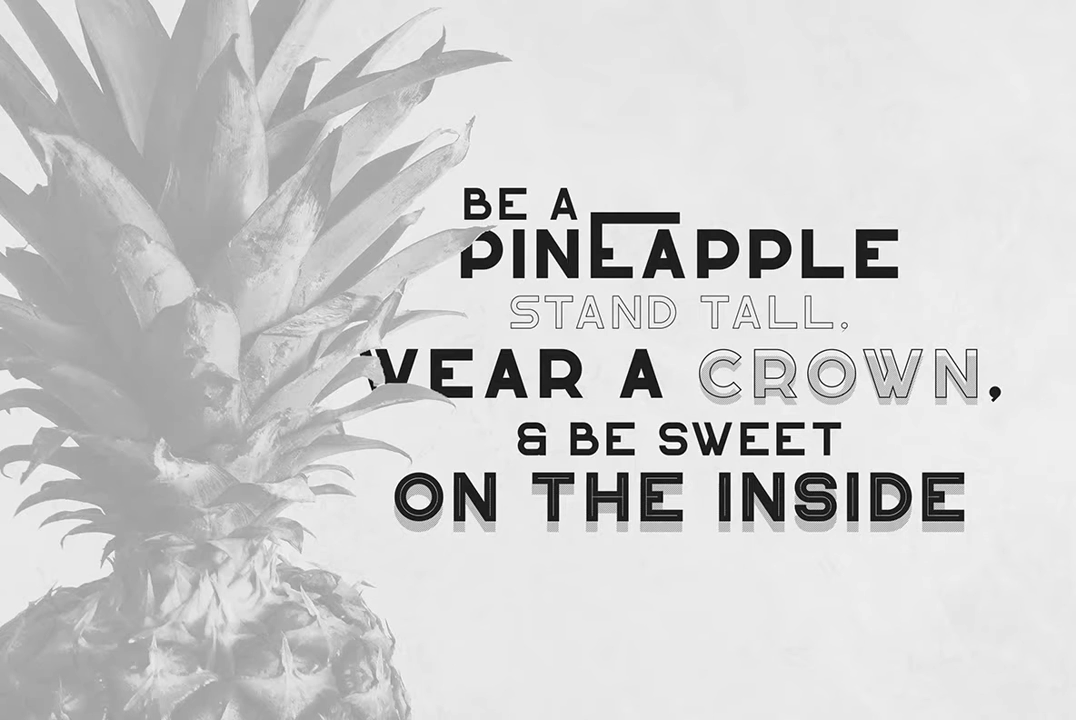 BE A
PINEAPPLE
STAND TALL,
WEAR A CROWN,
& BE SWEET
ON THE INSIDE